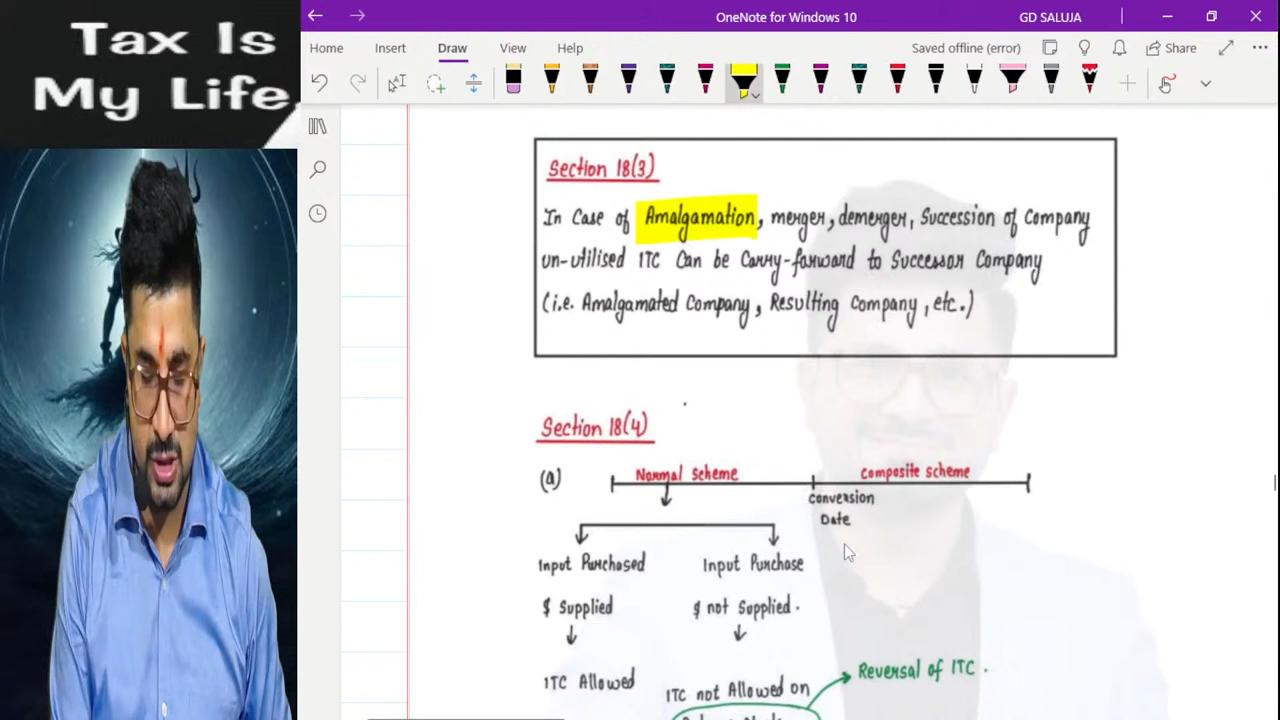 Tax Is
My Life
OneNote for Windows 10
GD SALUJA
Home Insert Draw View Help
Saved offline (error)
Share
Section 18(3)
In Case of Amalgamation, merger, demerger, Succession of Company
un-utilised ITC Can be Carry-forward to Successor Company
(i.e. Amalgamated Company, Resulting Company, etc.)
Section 18(4)
(a)
Normal scheme
Composite scheme
Conversion
Date
Input Purchased
$ Supplied
ITC Allowed
Input Purchase
$ not Supplied.
ITC not Allowed on
Reversal of ITC.